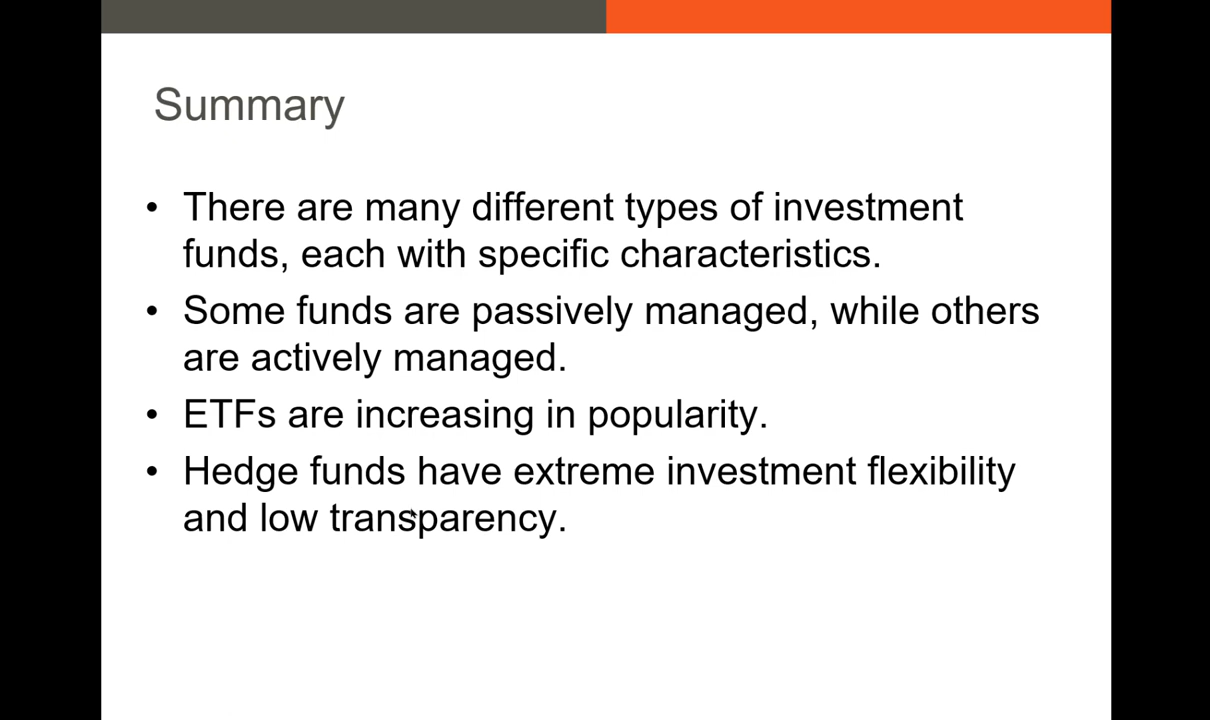 Summary
• There are many different types of investment
funds, each with specific characteristics.
• Some funds are passively managed, while others
are actively managed.
• ETFs are increasing in popularity.
• Hedge funds have extreme investment flexibility
and low transparency.